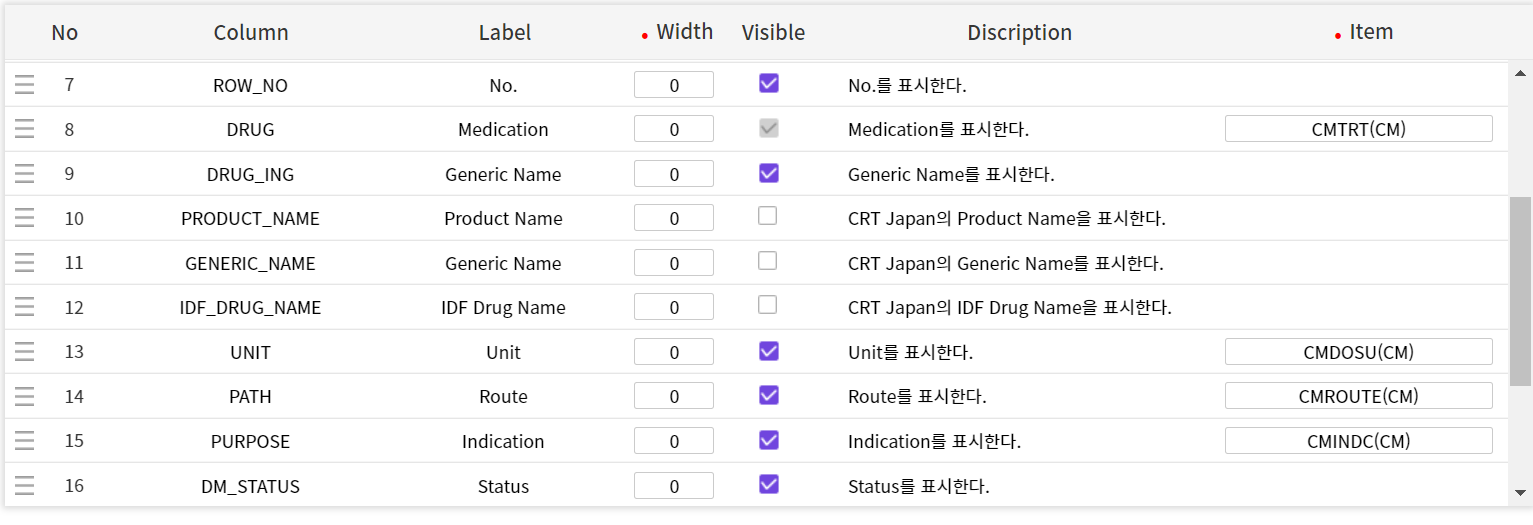 No Column Label Width Visible Discription Item
7 ROW_NO No. 0 No.를 표시한다.
8 DRUG Medication 0 Medication를 표시한다. CMTRT(CM)
9 DRUG_ING Generic Name 0 Generic Name를 표시한다.
10 PRODUCT_NAME Product Name 0 CRT Japan의 Product Name을 표시한다.
11 GENERIC_NAME Generic Name 0 CRT Japan의 Generic Name를 표시한다.
12 IDF_DRUG_NAME IDF Drug Name 0 CRT Japan의 IDF Drug Name을 표시한다.
13 UNIT Unit 0 Unit를 표시한다. CMDOSU(CM)
14 PATH Route 0 Route를 표시한다. CMROUTE(CM)
15 PURPOSE Indication 0 Indication를 표시한다. CMINDC(CM)
16 DM_STATUS Status 0 Status를 표시한다.